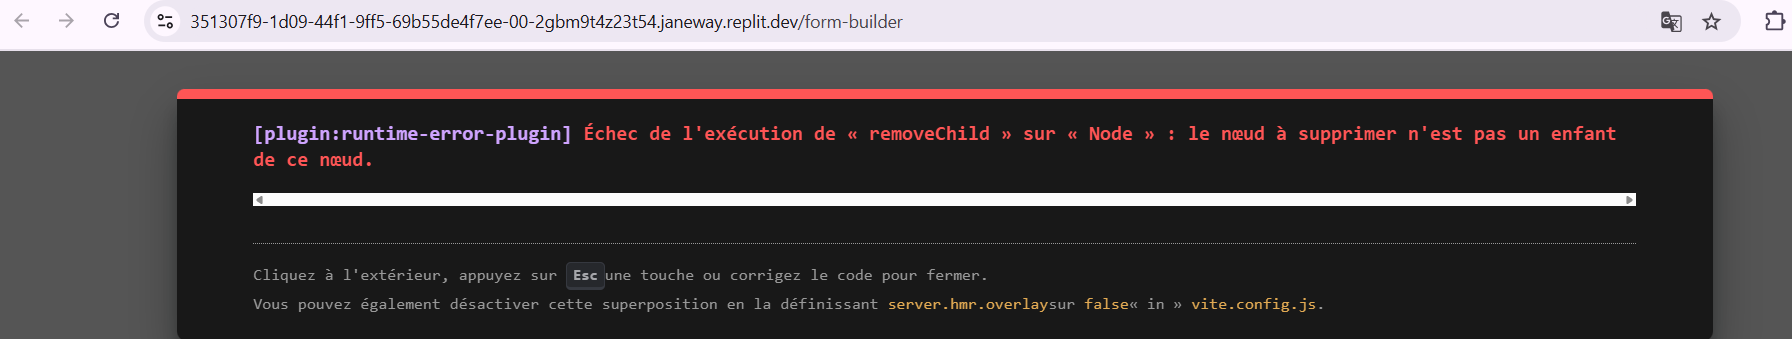 351307f9-1d09-44f1-9ff5-69b55de4f7ee-00-2gbm9t4z23t54.janeway.replit.dev/form-builder
[plugin:runtime-error-plugin] Échec de l'exécution de « removeChild » sur « Node » : le nœud à supprimer n'est pas un enfant
de ce nœud.
Cliquez à l'extérieur, appuyez sur Esc une touche ou corrigez le code pour fermer.
Vous pouvez également désactiver cette superposition en la définissant server.hmr.overlaysur false« in » vite.config.js.